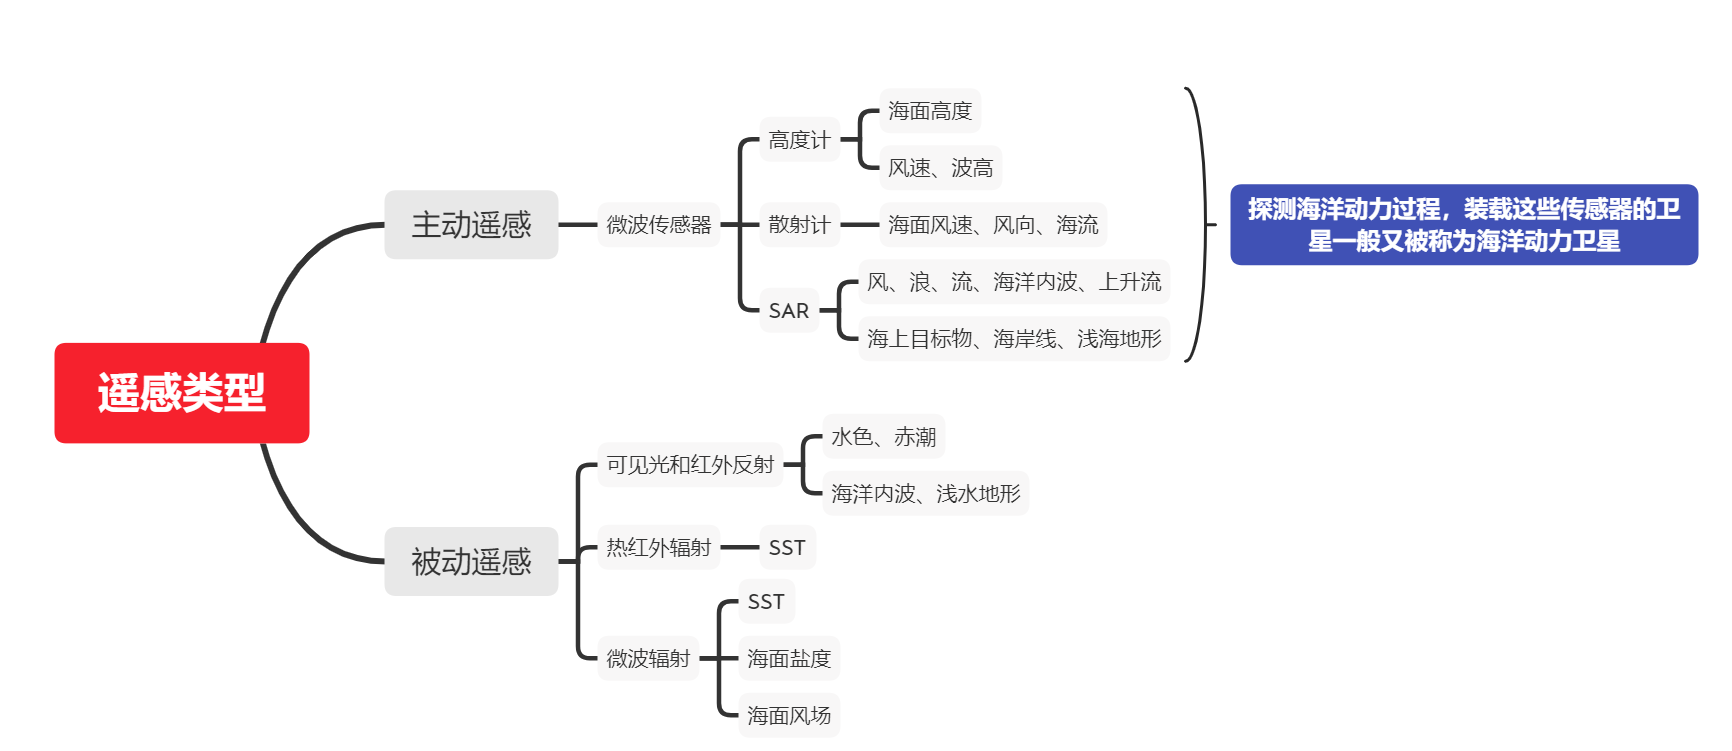 遥感类型
主动遥感
微波传感器
高度计
海面高度
风速、波高
散射计
海面风速、风向、海流
SAR
风、浪、流、海洋内波、上升流
海上目标物、海岸线、浅海地形
探测海洋动力过程，装载这些传感器的卫
星一般又被称为海洋动力卫星
被动遥感
可见光和红外反射
水色、赤潮
海洋内波、浅水地形
热红外辐射
SST
微波辐射
SST
海面盐度
海面风场